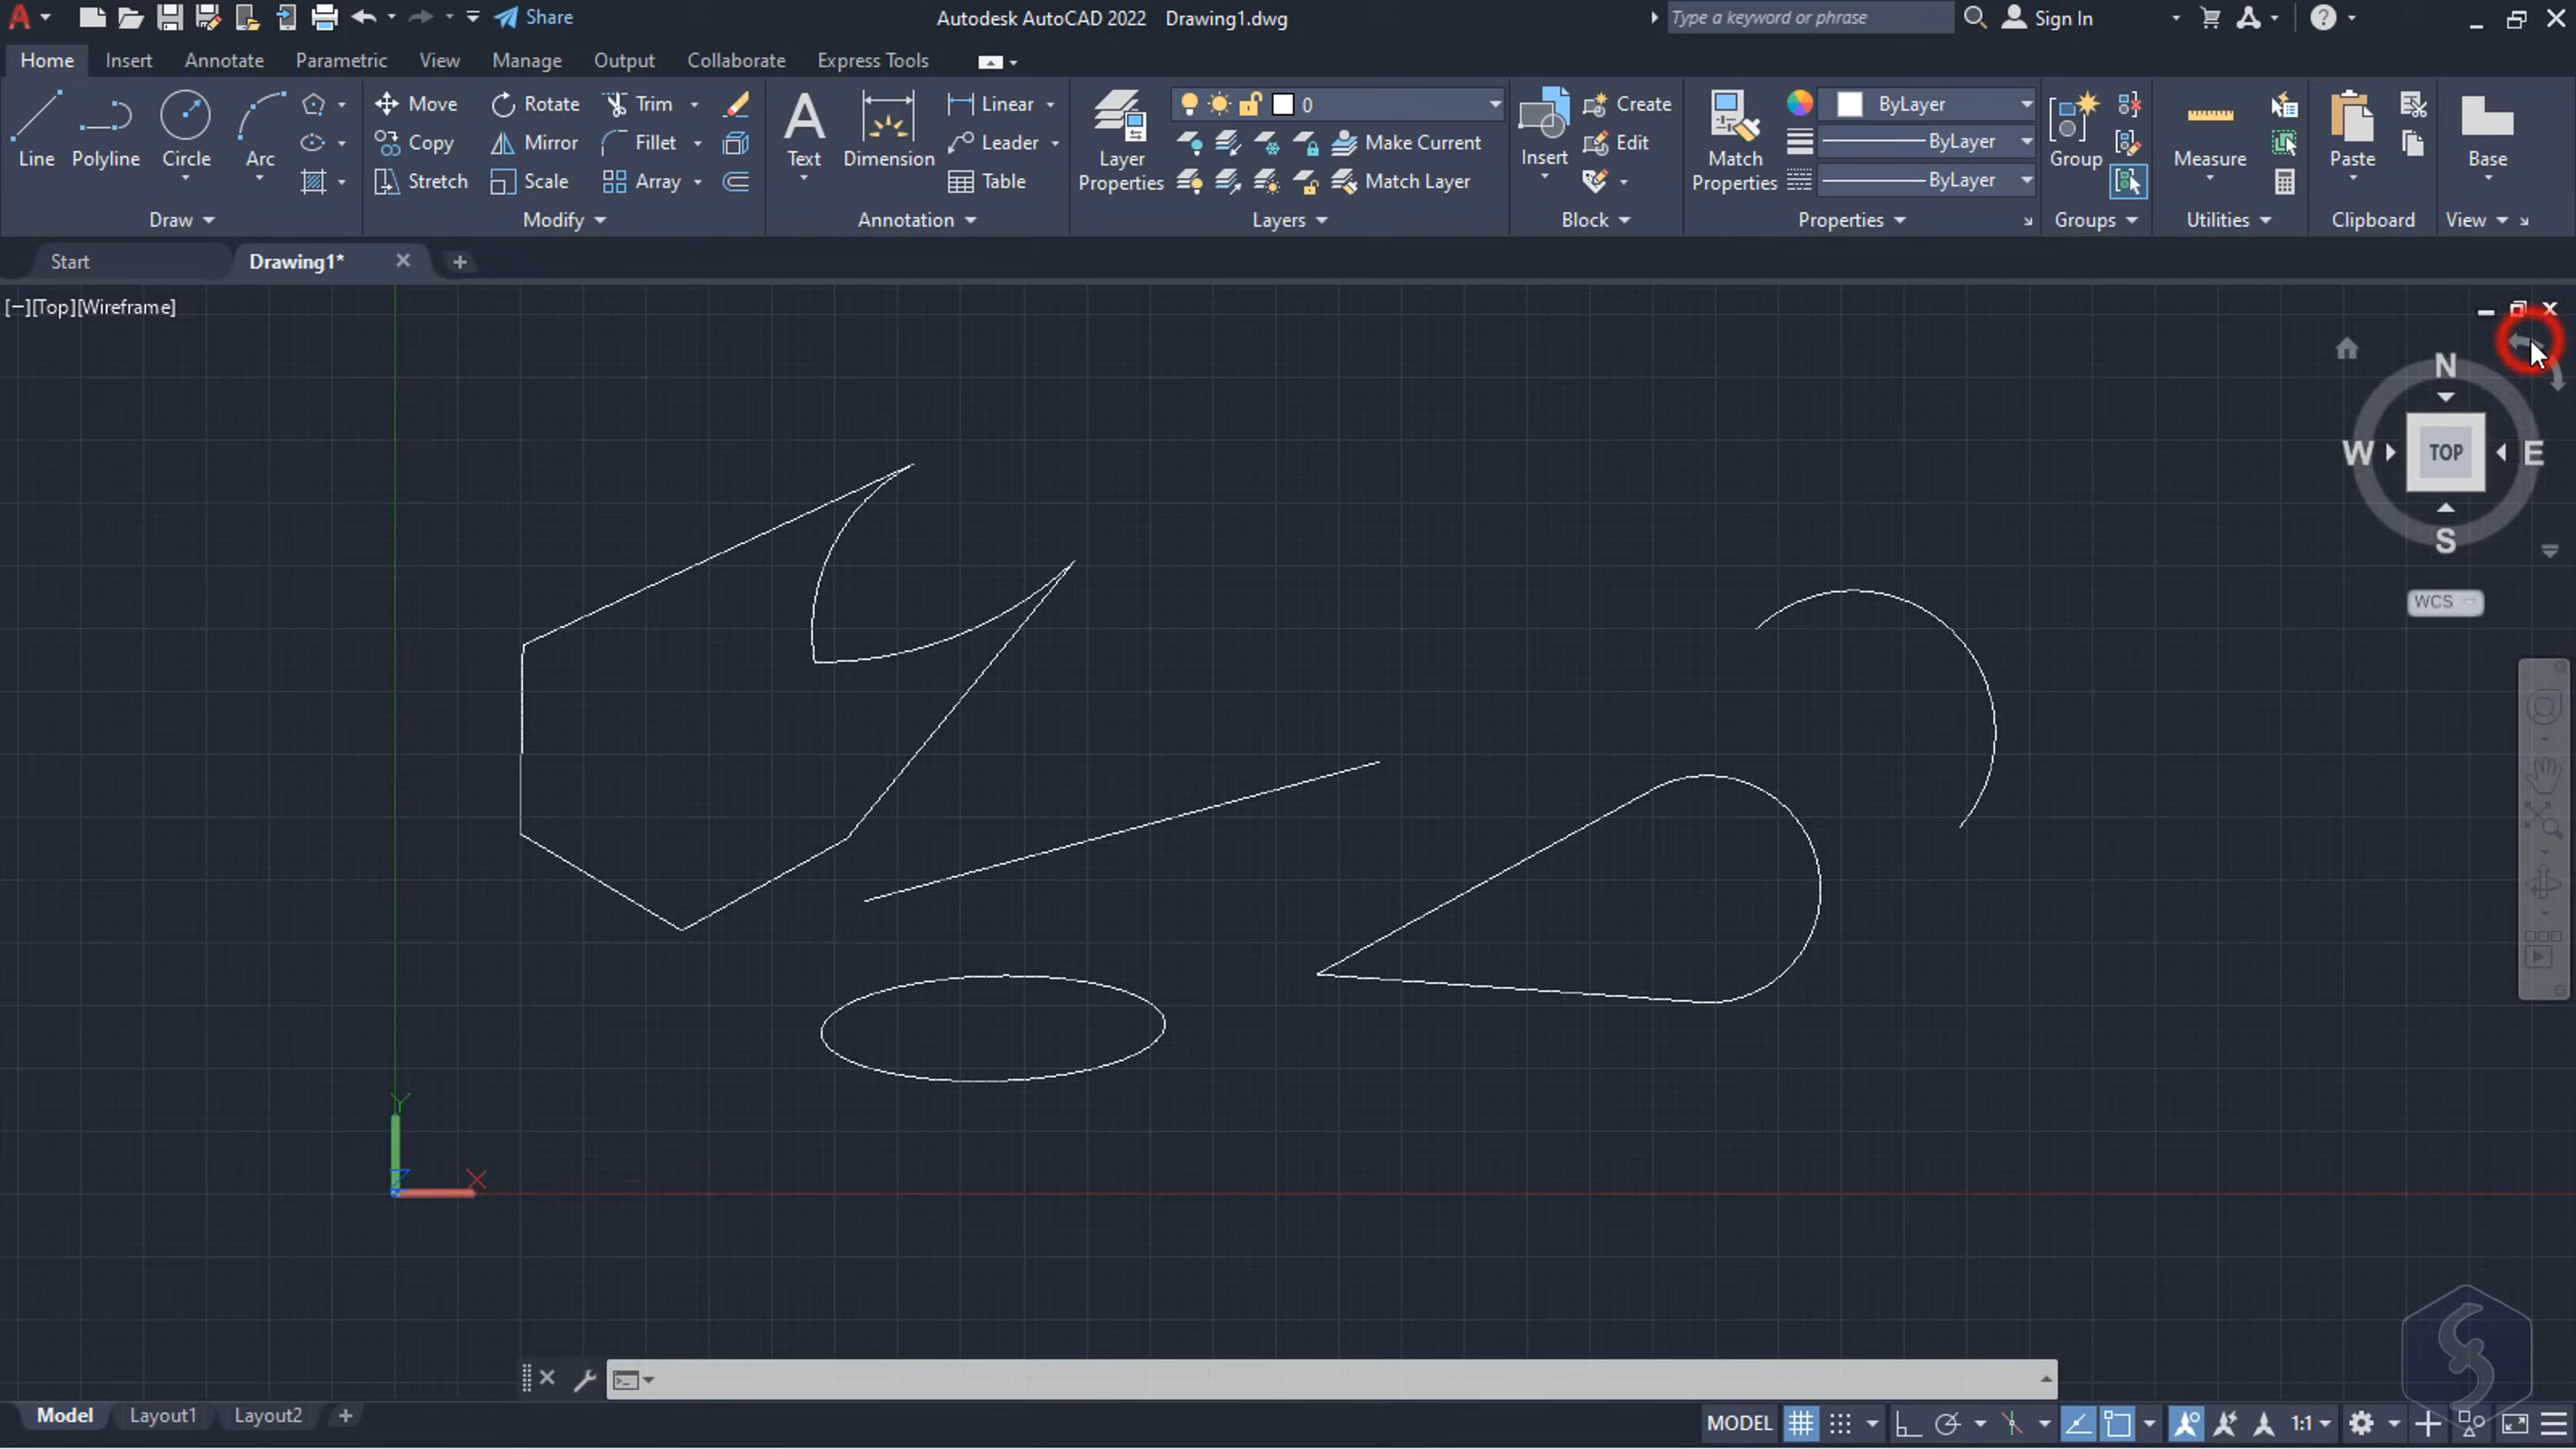 A Share Autodesk AutoCAD 2022 Drawing1.dwg Type a keyword or phrase Sign In
Home Insert Annotate Parametric View Manage Output Collaborate Express Tools
Line Polyline Circle Arc
Draw
Move Rotate Trim
Copy Mirror Fillet
Stretch Scale Array
Modify
Text Dimension
Linear
Leader
Table
Annotation
Layer
Properties
0
Make Current
Match Layer
Layers
Insert
Create
Edit
Block
Match
Properties
ByLayer
ByLayer
ByLayer
Properties
Group
Groups
Measure
Utilities
Paste
Clipboard
Base
View
Start Drawing1*
[−][Top][Wireframe]
N
W TOP E
S
WCS
Y
Z X
Model Layout1 Layout2
MODEL 1:1